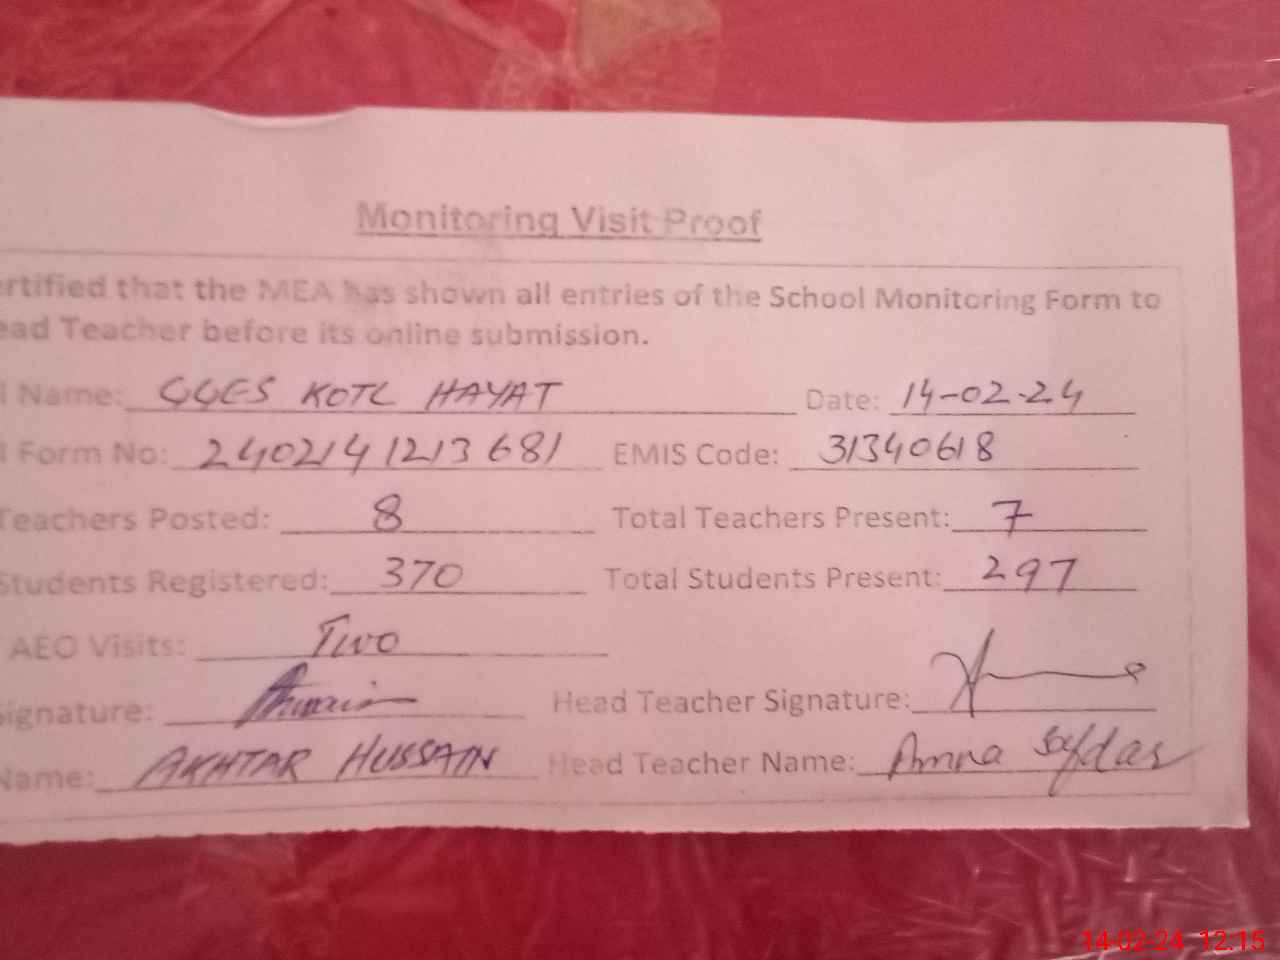 Monitoring Visit Proof
ertified that the MEA has shown all entries of the School Monitoring Form to
ead Teacher before its online submission.
l Name: GGES KOTL HAYAT Date: 14-02-24
l Form No: 240214 1213 681 EMIS Code: 31340618
Teachers Posted: 8 Total Teachers Present: 7
Students Registered: 370 Total Students Present: 297
AEO Visits: Two
ignature: Head Teacher Signature:
Name: AKHTAR HUSSAIN Head Teacher Name: Amna Safdar
14-02-24 12:15